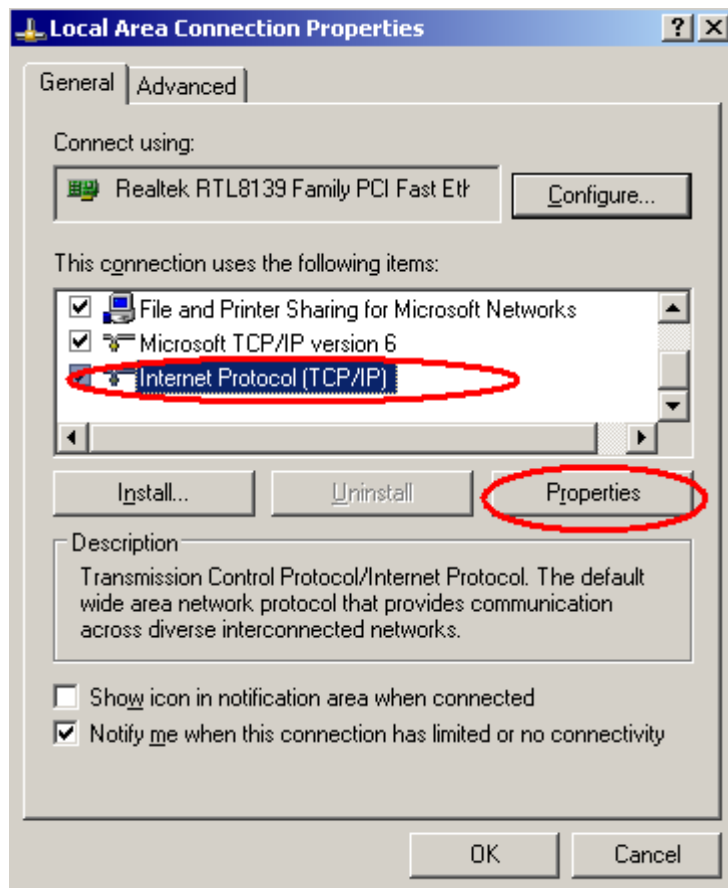 Local Area Connection Properties
General
Advanced
Connect using:
Realtek RTL8139 Family PCI Fast Eth
Configure...
This connection uses the following items:
File and Printer Sharing for Microsoft Networks
Microsoft TCP/IP version 6
Internet Protocol (TCP/IP)
Install...
Uninstall
Properties
Description
Transmission Control Protocol/Internet Protocol. The default
wide area network protocol that provides communication
across diverse interconnected networks.
Show icon in notification area when connected
Notify me when this connection has limited or no connectivity
OK
Cancel